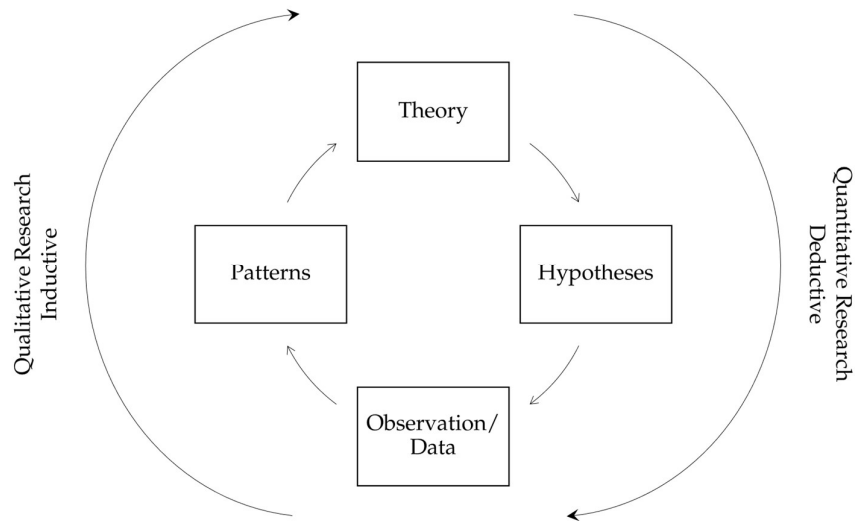 Theory
Qualitative Research
Inductive
Patterns
Hypotheses
Quantitative Research
Deductive
Observation/
Data